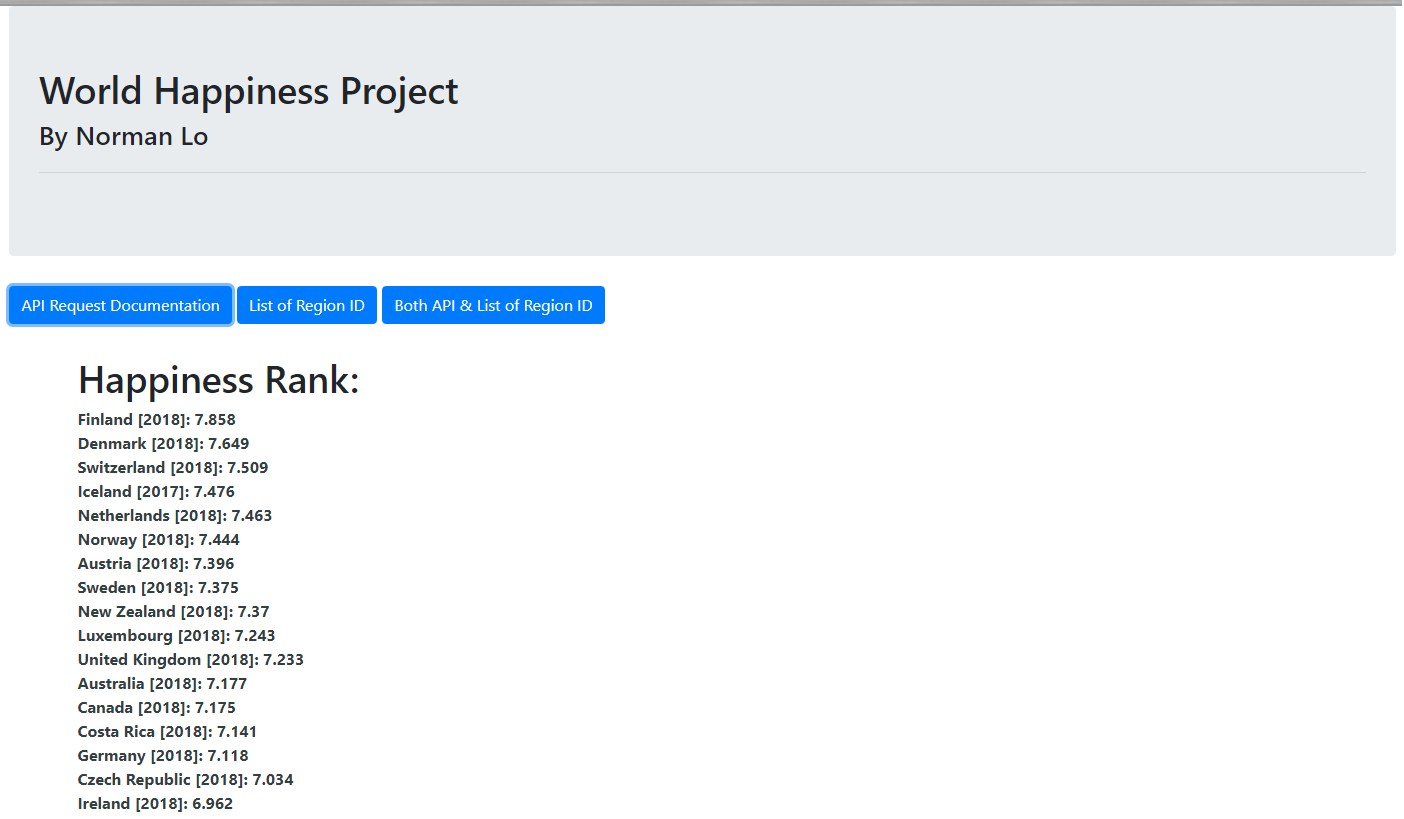 World Happiness Project
By Norman Lo
API Request Documentation
List of Region ID
Both API & List of Region ID
Happiness Rank:
Finland [2018]: 7.858
Denmark [2018]: 7.649
Switzerland [2018]: 7.509
Iceland [2017]: 7.476
Netherlands [2018]: 7.463
Norway [2018]: 7.444
Austria [2018]: 7.396
Sweden [2018]: 7.375
New Zealand [2018]: 7.37
Luxembourg [2018]: 7.243
United Kingdom [2018]: 7.233
Australia [2018]: 7.177
Canada [2018]: 7.175
Costa Rica [2018]: 7.141
Germany [2018]: 7.118
Czech Republic [2018]: 7.034
Ireland [2018]: 6.962